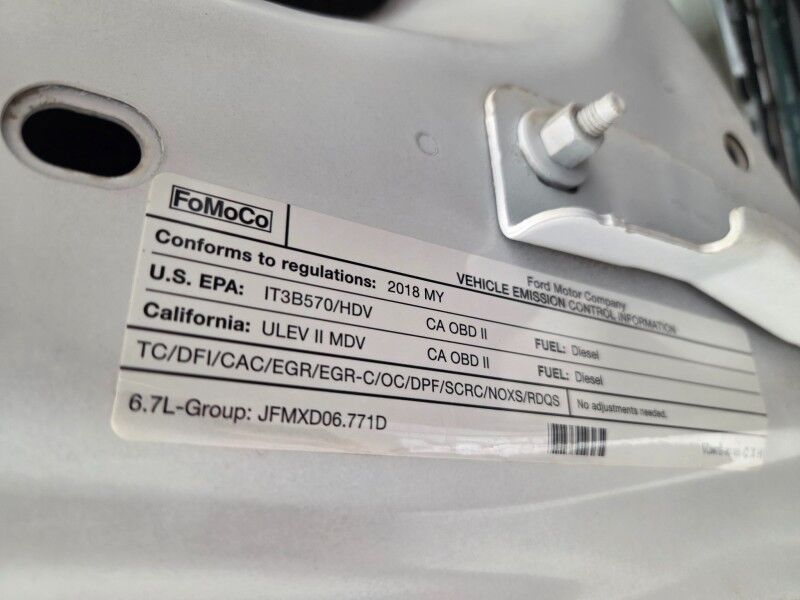 FoMoCo
Ford Motor Company
VEHICLE EMISSION CONTROL INFORMATION
Conforms to regulations: 2018 MY
U.S. EPA: IT3B570/HDV CA OBD II FUEL: Diesel
California: ULEV II MDV CA OBD II FUEL: Diesel
TC/DFI/CAC/EGR/EGR-C/OC/DPF/SCRC/NOXS/RDQS No adjustments needed.
6.7L-Group: JFMXD06.771D